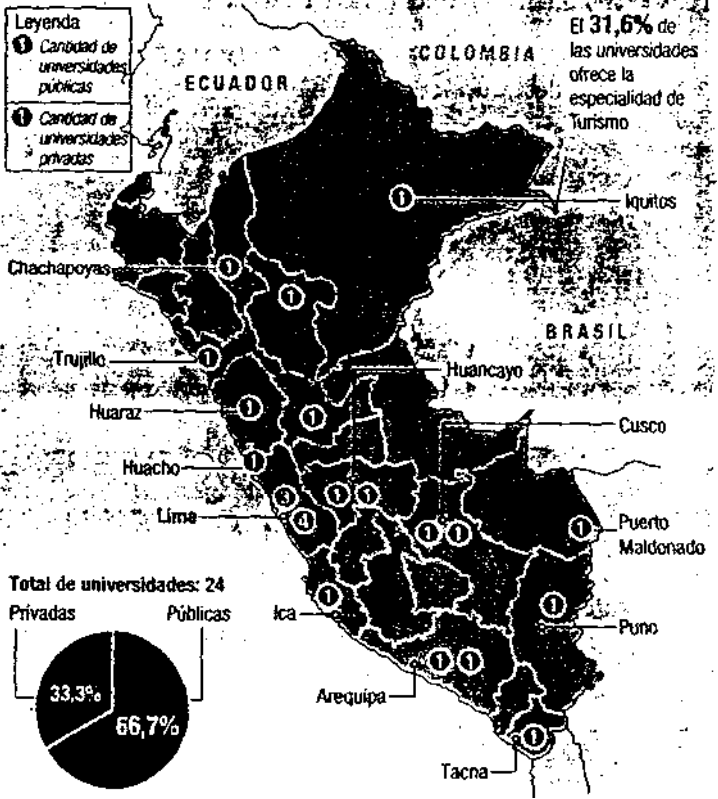 Leyenda
1 Cantidad de
universidades
públicas
1 Cantidad de
universidades
privadas
ECUADOR
COLOMBIA
El 31,6% de
las universidades
ofrece la
especialidad de
Turismo
1
Iquitos
Chachapoyas
1
1
BRASIL
Trujillo
1
Huancayo
Huaraz
1
1
Cusco
Huacho
1
3
1 1
Lima
4
1 1
1
Puerto
Maldonado
Total de universidades: 24
Privadas
Públicas
Ica
1
1
Puno
33,3%
66,7%
1 1
Arequipa
1
Tacna